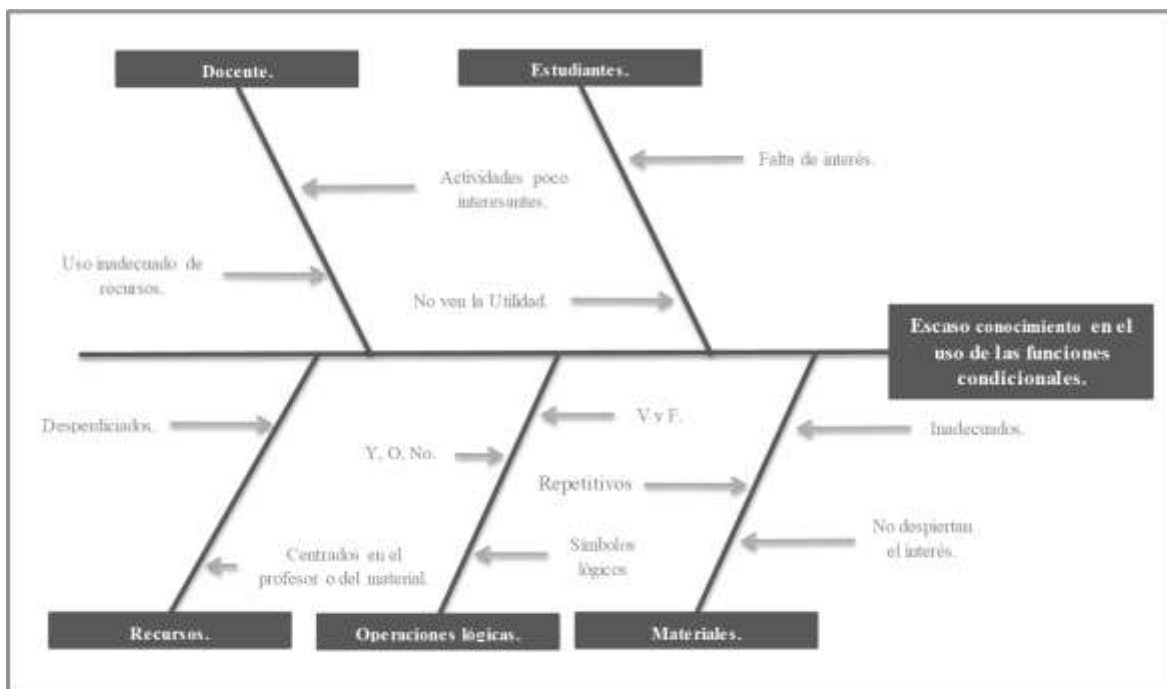 Docente.
Estudiantes.
Falta de interés.
Actividades poco
interesantes.
Uso inadecuado de
recursos.
No ven la Utilidad.
Escaso conocimiento en el
uso de las funciones
condicionales.
Desperdiciados.
V y F.
Inadecuados.
Y, O. No.
Repetitivos
No despiertan
el interés.
Símbolos
lógicos
Centrados en el
profesor o del material.
Recursos.
Operaciones lógicas.
Materiales.